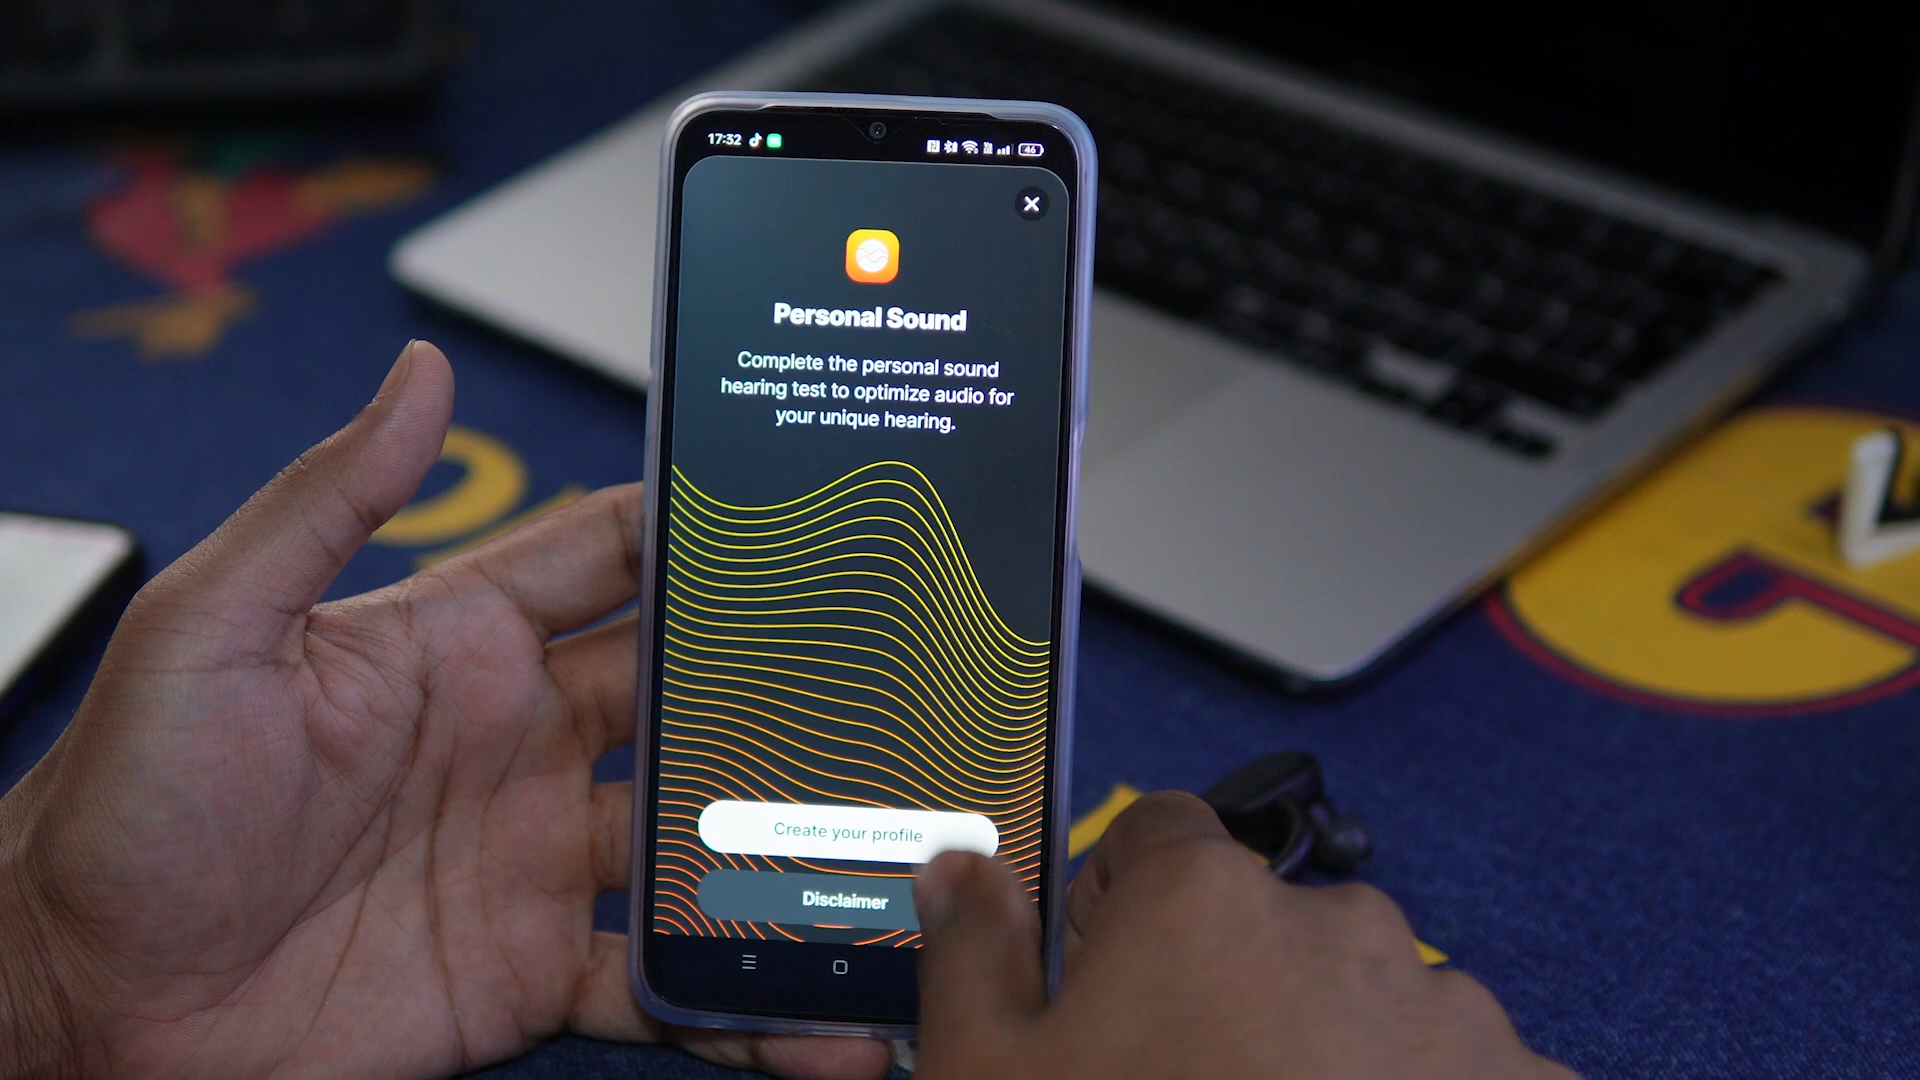 17:32
46
Personal Sound
Complete the personal sound
hearing test to optimize audio for
your unique hearing.
Create your profile
Disclaimer